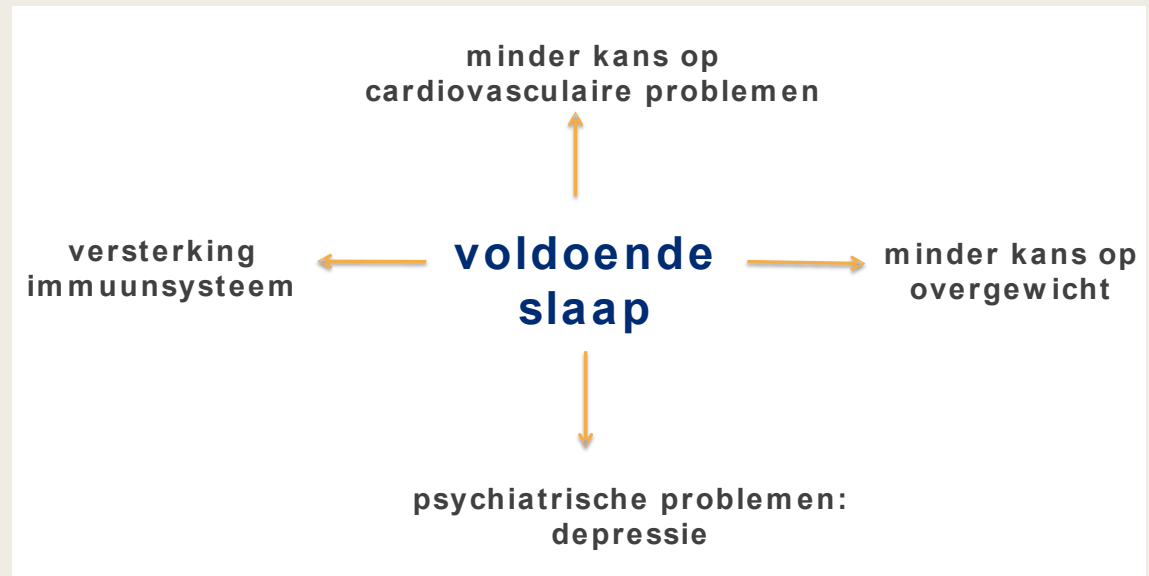 minder kans op
cardiovasculaire problemen
versterking
immuunsysteem
voldoende
slaap
minder kans op
overgewicht
psychiatrische problemen:
depressie